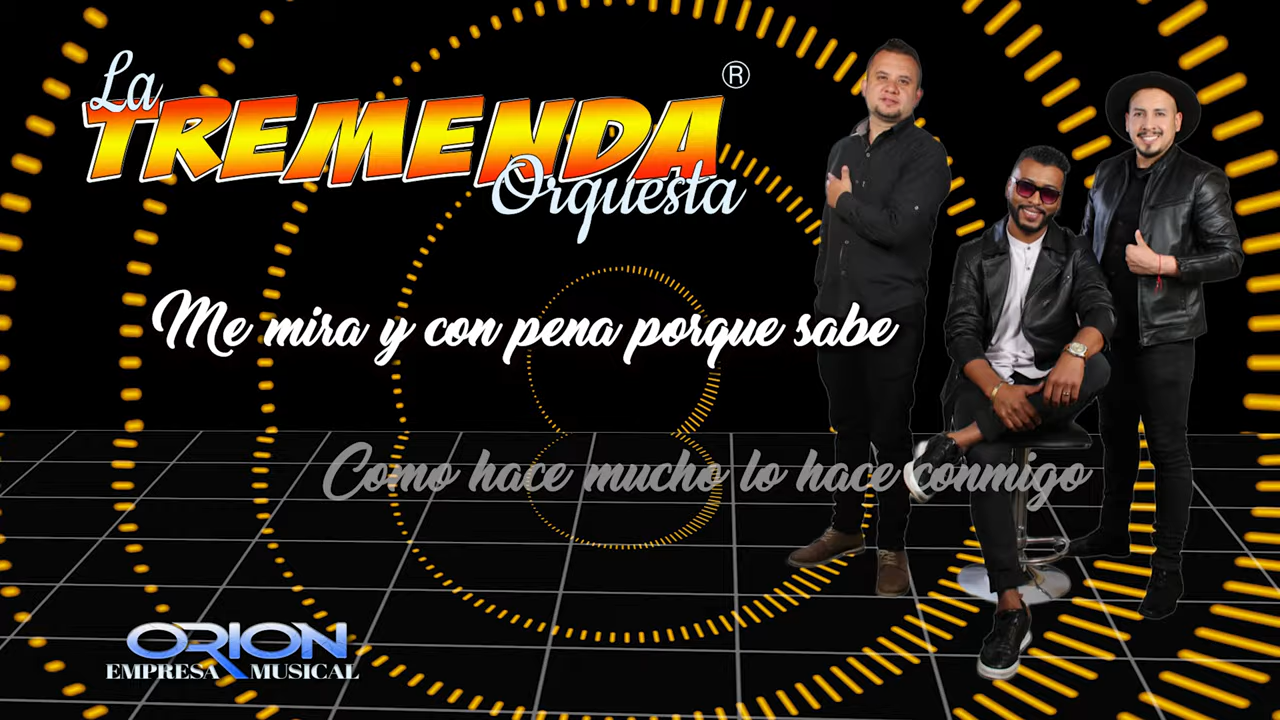 La
TREMENDA ®
Orquesta
Me mira y con pena porque sabe
Como hace mucho lo hace conmigo
ORION
EMPRESA MUSICAL